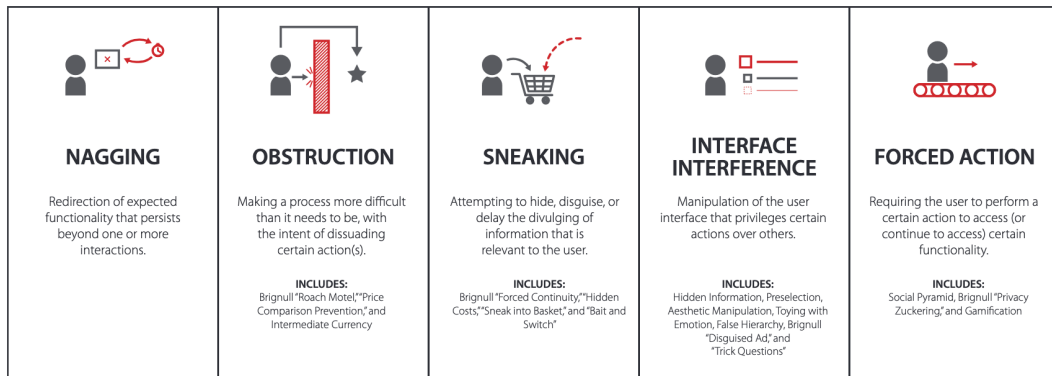 NAGGING
Redirection of expected
functionality that persists
beyond one or more
interactions.
OBSTRUCTION
Making a process more difficult
than it needs to be, with
the intent of dissuading
certain action(s).
INCLUDES:
Brignull “Roach Motel,” “Price
Comparison Prevention,” and
Intermediate Currency
SNEAKING
Attempting to hide, disguise, or
delay the divulging of
information that is
relevant to the user.
INCLUDES:
Brignull “Forced Continuity,” “Hidden
Costs,” “Sneak into Basket,” and “Bait and
Switch”
INTERFACE
INTERFERENCE
Manipulation of the user
interface that privileges certain
actions over others.
INCLUDES:
Hidden Information, Preselection,
Aesthetic Manipulation, Toying with
Emotion, False Hierarchy, Brignull
“Disguised Ad,” and
“Trick Questions”
FORCED ACTION
Requiring the user to perform a
certain action to access (or
continue to access) certain
functionality.
INCLUDES:
Social Pyramid, Brignull “Privacy
Zuckering,” and Gamification